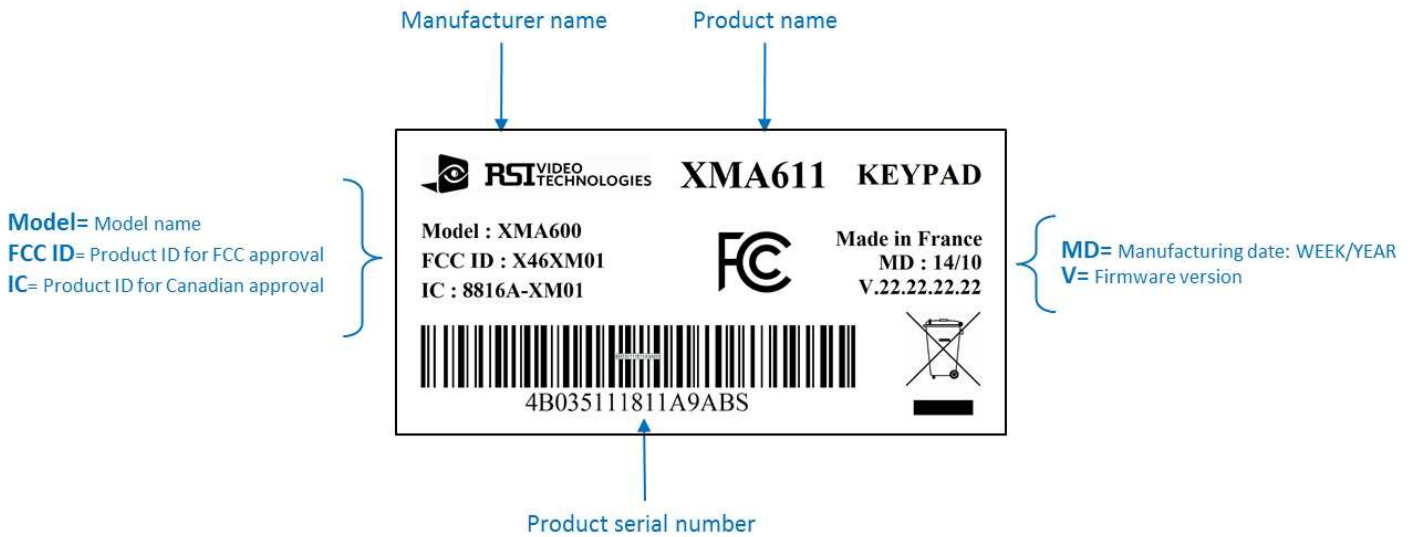 Manufacturer name
Product name
RSI VIDEO TECHNOLOGIES
XMA611 KEYPAD
Model= Model name
FCC ID= Product ID for FCC approval
IC= Product ID for Canadian approval
Model : XMA600
FCC ID : X46XM01
IC : 8816A-XM01
FC
Made in France
MD : 14/10
V.22.22.22.22
MD= Manufacturing date: WEEK/YEAR
V= Firmware version
4B035111811A9ABS
Product serial number